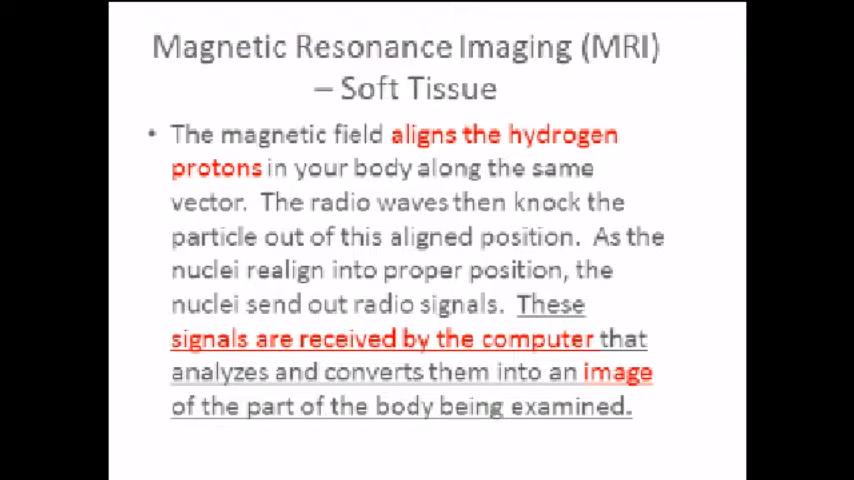 Magnetic Resonance Imaging (MRI)
– Soft Tissue
• The magnetic field aligns the hydrogen
protons in your body along the same
vector. The radio waves then knock the
particle out of this aligned position. As the
nuclei realign into proper position, the
nuclei send out radio signals. These
signals are received by the computer that
analyzes and converts them into an image
of the part of the body being examined.